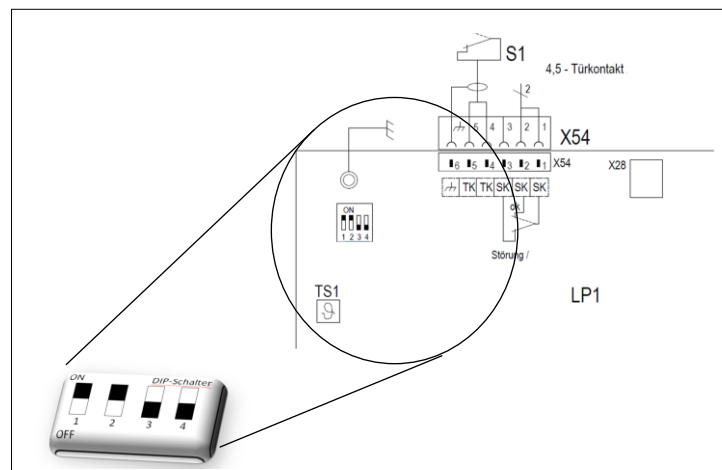 S1
4,5 - Türkontakt
2
5 4 3 2 1
X54
6 5 4 3 2 1
X54
X28
TK TK SK SK SK
ok
Störung /
ON
1 2 3 4
TS1
LP1
ON
DIP-Schalter
1 2 3 4
OFF